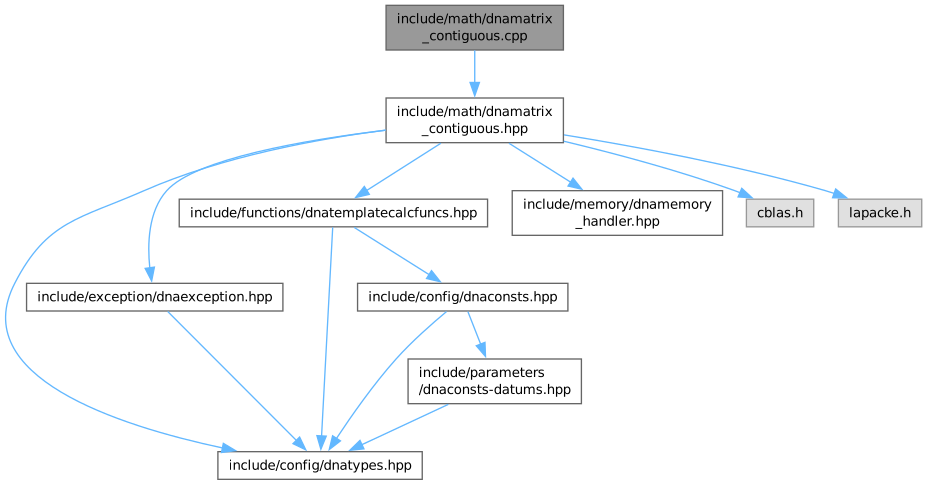 include/math/dnamatrix
_contiguous.cpp
include/math/dnamatrix
_contiguous.hpp
include/functions/dnatemplatecalcfuncs.hpp
include/memory/dnamemory
_handler.hpp
cblas.h
lapacke.h
include/exception/dnaexception.hpp
include/config/dnaconsts.hpp
include/parameters
/dnaconsts-datums.hpp
include/config/dnatypes.hpp